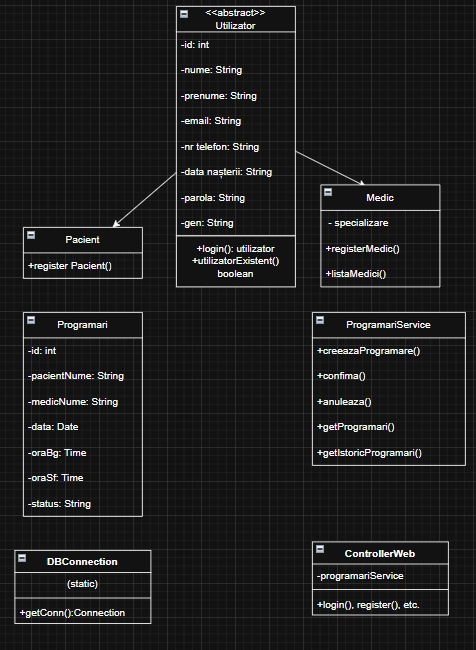 <<abstract>>
Utilizator
-id: int
-nume: String
-prenume: String
-email: String
-nr telefon: String
-data nașterii: String
-parola: String
-gen: String
+login(): utilizator
+utilizatorExistent()
boolean
Pacient
+register Pacient()
Medic
- specializare
+registerMedic()
+listaMedici()
Programari
-id: int
-pacientNume: String
-medicNume: String
-data: Date
-oraBg: Time
-oraSf: Time
-status: String
ProgramariService
+creeazaProgramare()
+confima()
+anuleaza()
+getProgramari()
+getIstoricProgramari()
DBConnection
(static)
+getConn():Connection
ControllerWeb
-programariService
+login(), register(), etc.